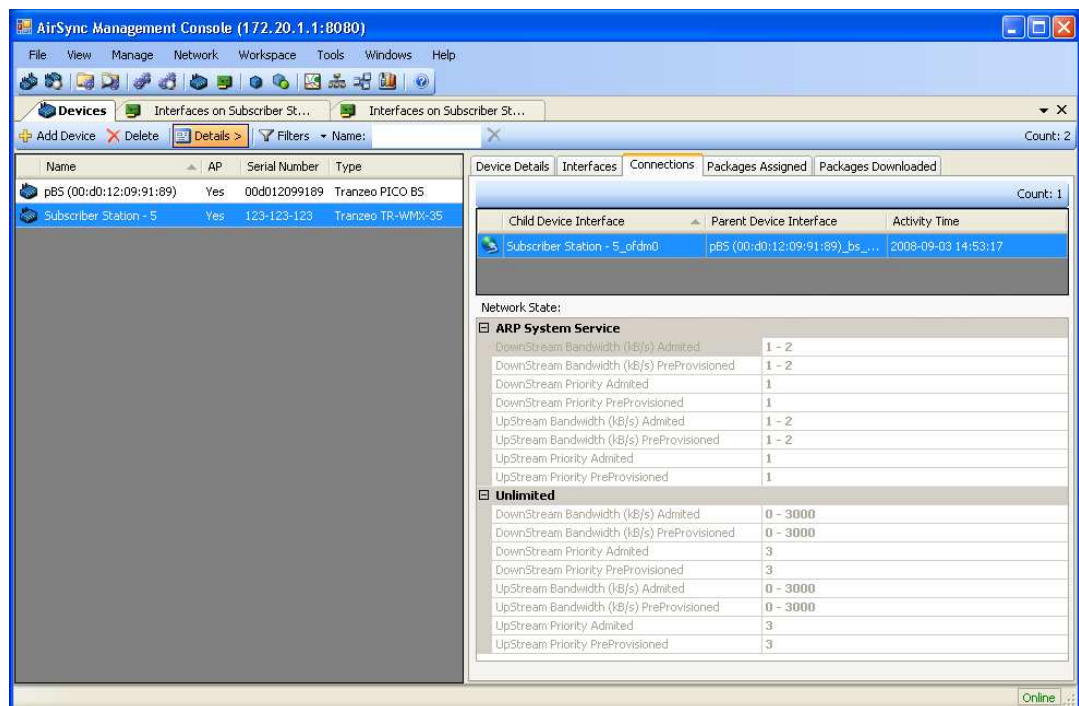 AirSync Management Console (172.20.1.1:8080)
File View Manage Network Workspace Tools Windows Help
Devices Interfaces on Subscriber St... Interfaces on Subscriber St...
Add Device Delete Details > Filters Name: Count: 2
Name AP Serial Number Type
pBS (00:d0:12:09:91:89) Yes 00d012099189 Tranzeo PICO BS
Subscriber Station - 5 Yes 123-123-123 Tranzeo TR-WMX-35
Device Details Interfaces Connections Packages Assigned Packages Downloaded
Count: 1
Child Device Interface Parent Device Interface Activity Time
Subscriber Station - 5_ofdm0 pBS (00:d0:12:09:91:89)_bs_... 2008-09-03 14:53:17
Network State:
ARP System Service
DownStream Bandwidth (kB/s) Admited 1 - 2
DownStream Bandwidth (kB/s) PreProvisioned 1 - 2
DownStream Priority Admited 1
DownStream Priority PreProvisioned 1
UpStream Bandwidth (kB/s) Admited 1 - 2
UpStream Bandwidth (kB/s) PreProvisioned 1 - 2
UpStream Priority Admited 1
UpStream Priority PreProvisioned 1
Unlimited
DownStream Bandwidth (kB/s) Admited 0 - 3000
DownStream Bandwidth (kB/s) PreProvisioned 0 - 3000
DownStream Priority Admited 3
DownStream Priority PreProvisioned 3
UpStream Bandwidth (kB/s) Admited 0 - 3000
UpStream Bandwidth (kB/s) PreProvisioned 0 - 3000
UpStream Priority Admited 3
UpStream Priority PreProvisioned 3
Online